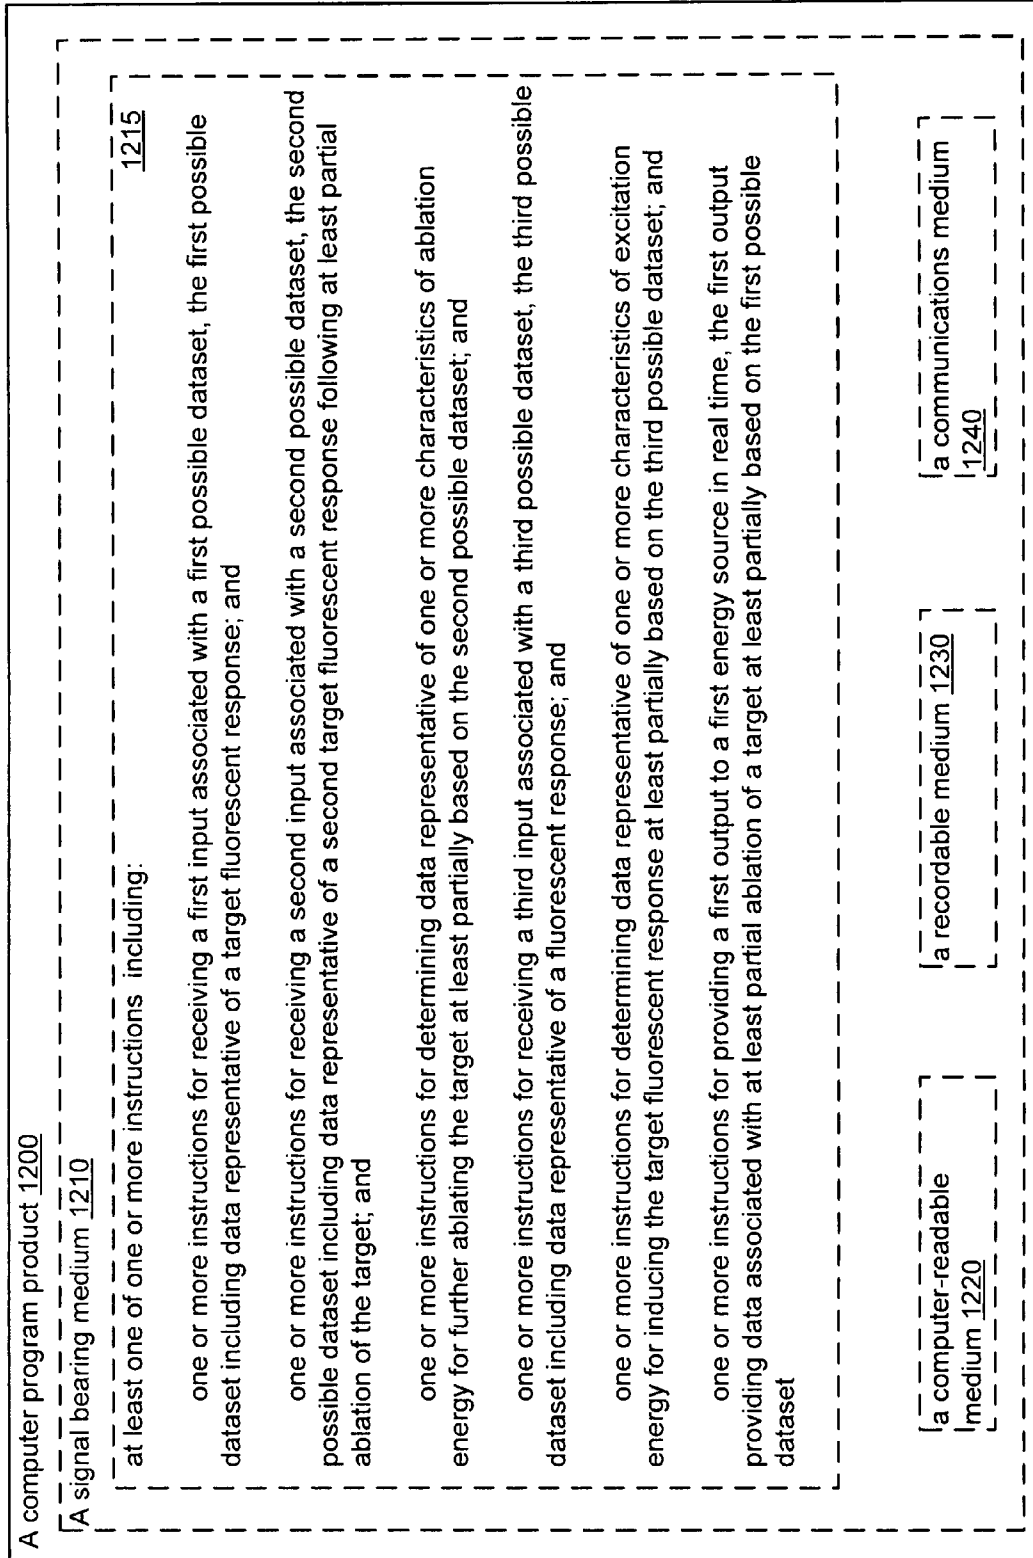 A computer program product 1200
A signal bearing medium 1210
1215
at least one of one or more instructions including:
one or more instructions for receiving a first input associated with a first possible dataset, the first possible
dataset including data representative of a target fluorescent response; and
one or more instructions for receiving a second input associated with a second possible dataset, the second
possible dataset including data representative of a second target fluorescent response following at least partial
ablation of the target; and
one or more instructions for determining data representative of one or more characteristics of ablation
energy for further ablating the target at least partially based on the second possible dataset; and
one or more instructions for receiving a third input associated with a third possible dataset, the third possible
dataset including data representative of a fluorescent response; and
one or more instructions for determining data representative of one or more characteristics of excitation
energy for inducing the target fluorescent response at least partially based on the third possible dataset; and
one or more instructions for providing a first output to a first energy source in real time, the first output
providing data associated with at least partial ablation of a target at least partially based on the first possible
dataset
a computer-readable
medium 1220
a recordable medium 1230
a communications medium
1240